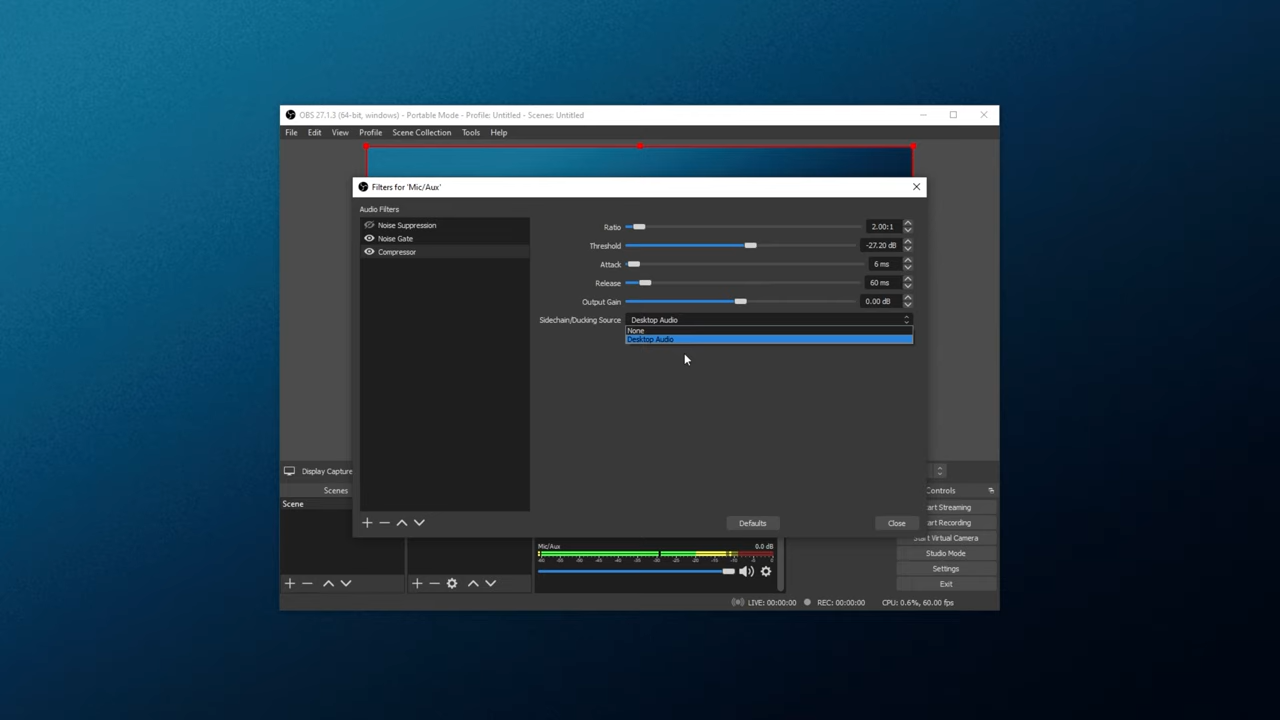 OBS 27.1.3 (64-bit, windows) - Portable Mode - Profile: Untitled - Scenes: Untitled
File Edit View Profile Scene Collection Tools Help
Filters for 'Mic/Aux'
Audio Filters
Noise Suppression
Noise Gate
Compressor
Ratio 2.00:1
Threshold -27.20 dB
Attack 6 ms
Release 60 ms
Output Gain 0.00 dB
Sidechain/Ducking Source Desktop Audio
None
Desktop Audio
Defaults Close
Display Capture
Scenes
Scene
Mic/Aux 0.0 dB
Controls
art Streaming
art Recording
tart Virtual Camera
Studio Mode
Settings
Exit
LIVE: 00:00:00 REC: 00:00:00 CPU: 0.6%, 60.00 fps